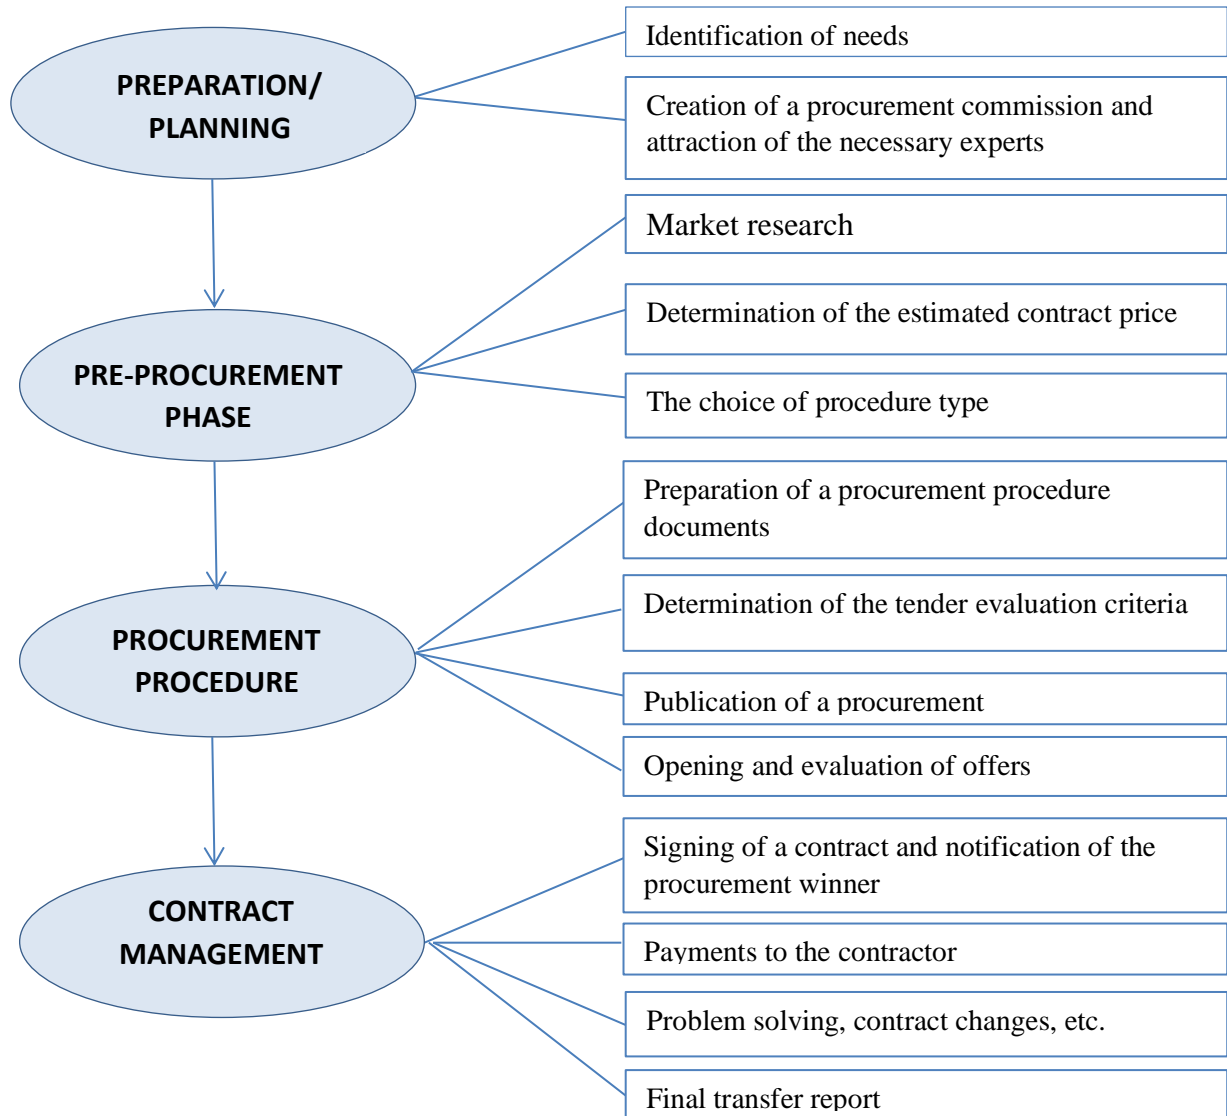 PREPARATION/
PLANNING
Identification of needs
Creation of a procurement commission and
attraction of the necessary experts
PRE-PROCUREMENT
PHASE
Market research
Determination of the estimated contract price
The choice of procedure type
PROCUREMENT
PROCEDURE
Preparation of a procurement procedure
documents
Determination of the tender evaluation criteria
Publication of a procurement
Opening and evaluation of offers
CONTRACT
MANAGEMENT
Signing of a contract and notification of the
procurement winner
Payments to the contractor
Problem solving, contract changes, etc.
Final transfer report